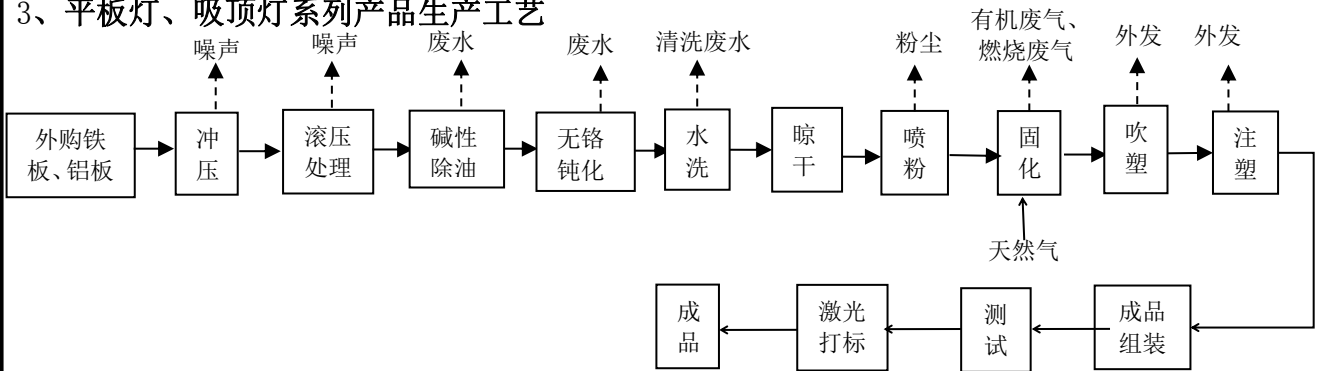 3、平板灯、吸顶灯系列产品生产工艺
噪声
噪声
废水
废水
清洗废水
粉尘
有机废气、
燃烧废气
外发
外发
外购铁
板、铝板
冲
压
滚压
处理
碱性
除油
无铬
钝化
水
洗
晾
干
喷
粉
固
化
吹
塑
注
塑
天然气
成
品
激光
打标
测
试
成品
组装